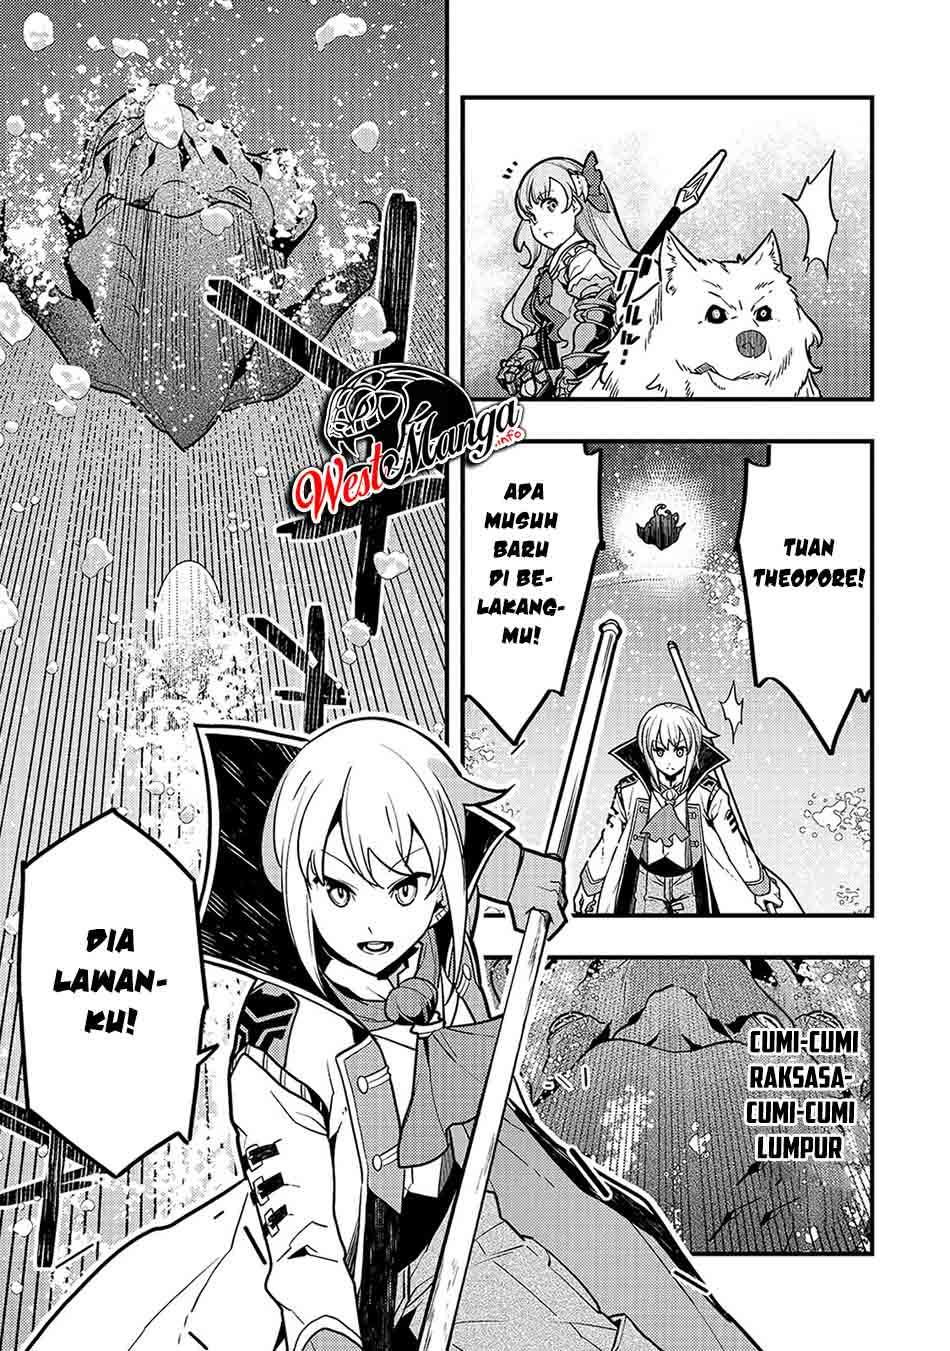 TUAN
THEODORE!
ADA
MUSUH
BARU
DI BE-
LAKANG-
MU!
CUMI-CUMI
RAKSASA-
CUMI-CUMI
LUMPUR
DIA
LAWAN-
KU!
WestManga
.info